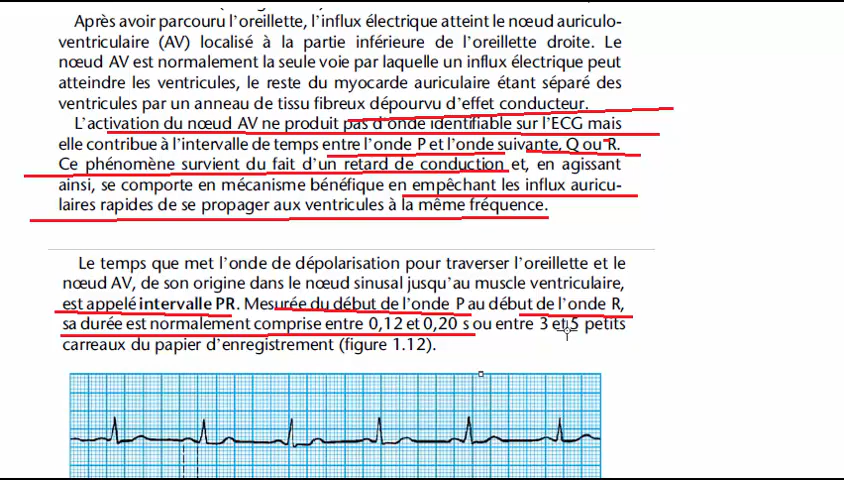 Après avoir parcouru l'oreillette, l'influx électrique atteint le nœud auriculo-
ventriculaire (AV) localisé à la partie inférieure de l'oreillette droite. Le
nœud AV est normalement la seule voie par laquelle un influx électrique peut
atteindre les ventricules, le reste du myocarde auriculaire étant séparé des
ventricules par un anneau de tissu fibreux dépourvu d'effet conducteur.
L'activation du nœud AV ne produit pas d'onde identifiable sur l'ECG mais
elle contribue à l'intervalle de temps entre l'onde P et l'onde suivante, Q ou R.
Ce phénomène survient du fait d'un retard de conduction et, en agissant
ainsi, se comporte en mécanisme bénéfique en empêchant les influx auricu-
laires rapides de se propager aux ventricules à la même fréquence.
Le temps que met l'onde de dépolarisation pour traverser l'oreillette et le
nœud AV, de son origine dans le nœud sinusal jusqu'au muscle ventriculaire,
est appelé intervalle PR. Mesurée du début de l'onde P au début de l'onde R,
sa durée est normalement comprise entre 0,12 et 0,20 s ou entre 3 et 5 petits
carreaux du papier d'enregistrement (figure 1.12).